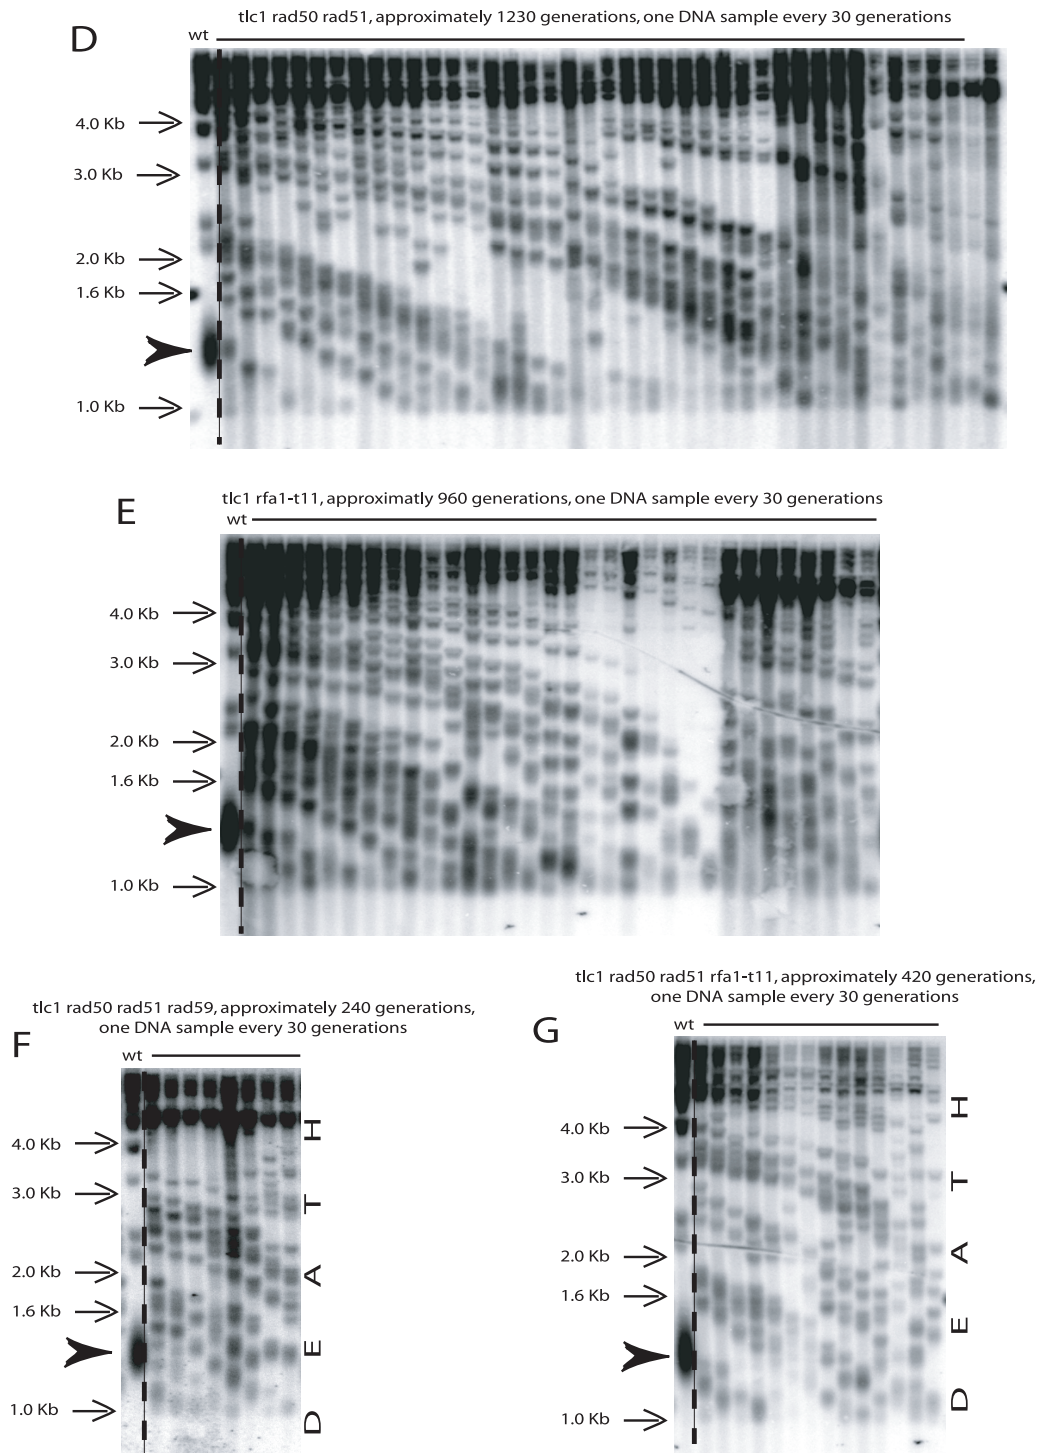 D
tlc1 rad50 rad51, approximately 1230 generations, one DNA sample every 30 generations
wt
4.0 Kb
3.0 Kb
2.0 Kb
1.6 Kb
1.0 Kb
E
tlc1 rfa1-t11, approximatly 960 generations, one DNA sample every 30 generations
wt
4.0 Kb
3.0 Kb
2.0 Kb
1.6 Kb
1.0 Kb
F
tlc1 rad50 rad51 rad59, approximately 240 generations,
one DNA sample every 30 generations
wt
4.0 Kb
3.0 Kb
2.0 Kb
1.6 Kb
1.0 Kb
DEATH
G
tlc1 rad50 rad51 rfa1-t11, approximately 420 generations,
one DNA sample every 30 generations
wt
4.0 Kb
3.0 Kb
2.0 Kb
1.6 Kb
1.0 Kb
DEATH